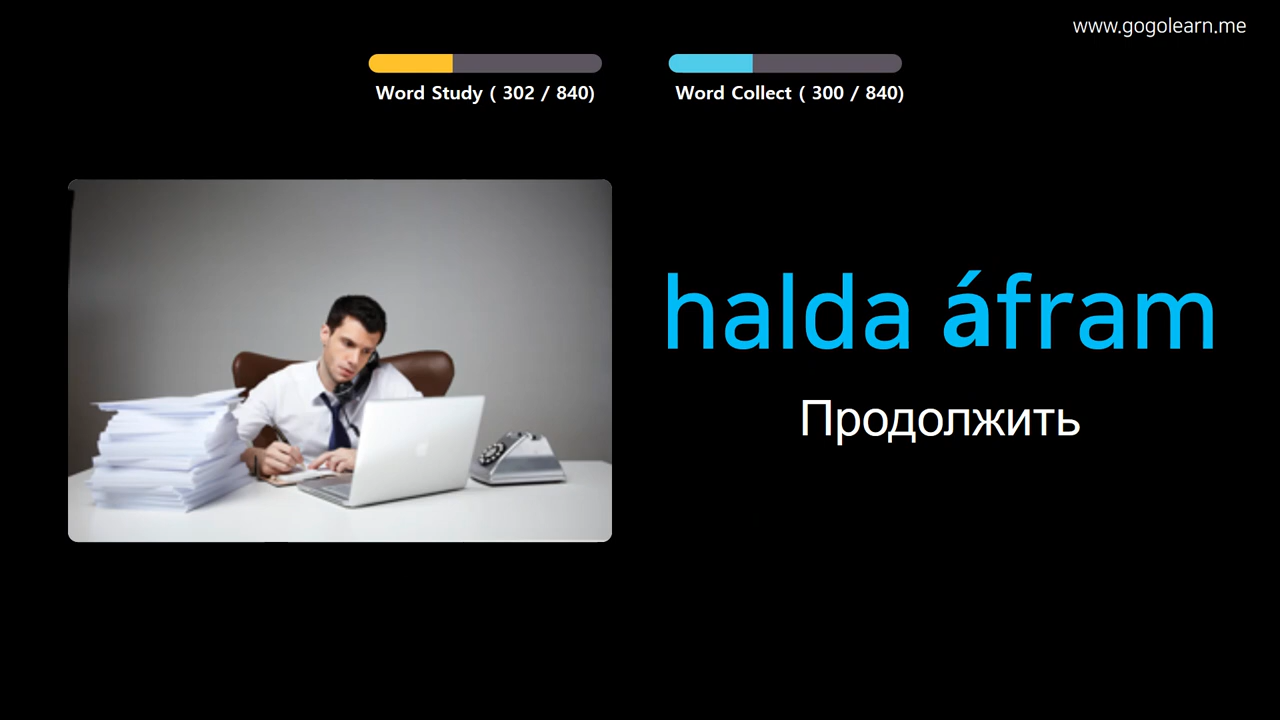 www.gogolearn.me
Word Study ( 302 / 840)
Word Collect ( 300 / 840)
halda áfram
Продолжить